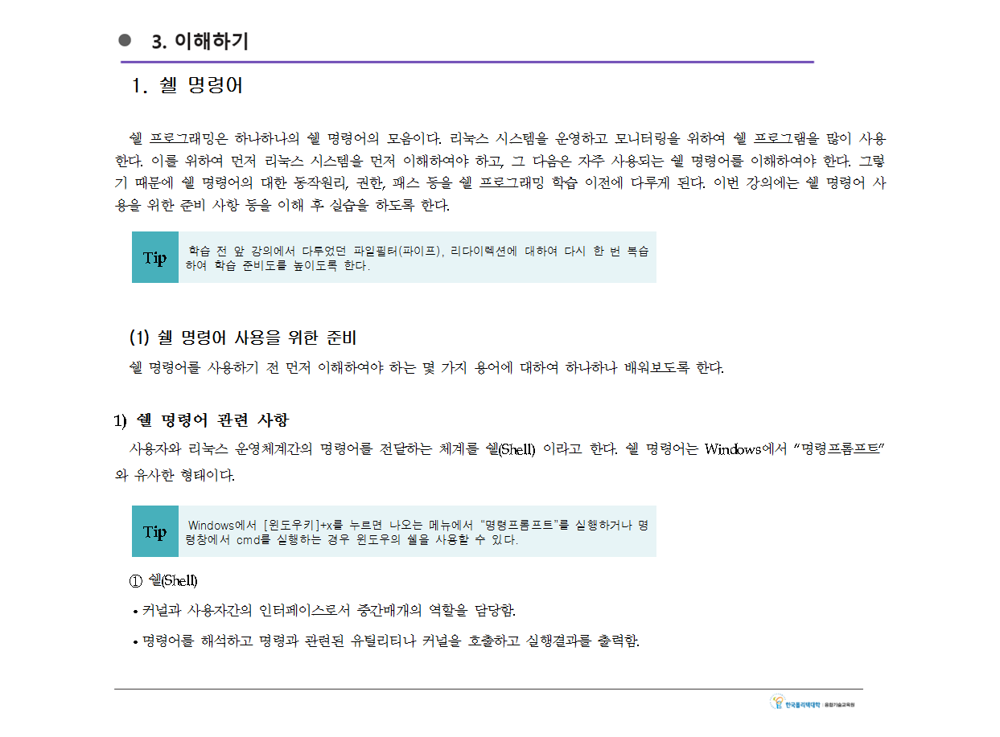 ● 3. 이해하기
1. 쉘 명령어
쉘 프로그래밍은 하나하나의 쉘 명령어의 모음이다. 리눅스 시스템을 운영하고 모니터링을 위하여 쉘 프로그램을 많이 사용
한다. 이를 위하여 먼저 리눅스 시스템을 먼저 이해하여야 하고, 그 다음은 자주 사용되는 쉘 명령어를 이해하여야 한다. 그렇
기 때문에 쉘 명령어의 대한 동작원리, 권한, 패스 등을 쉘 프로그래밍 학습 이전에 다루게 된다. 이번 강의에는 쉘 명령어 사
용을 위한 준비 사항 등을 이해 후 실습을 하도록 한다.
Tip
학습 전 앞 강의에서 다루었던 파일필터(파이프), 리다이렉션에 대하여 다시 한 번 복습
하여 학습 준비도를 높이도록 한다.
(1) 쉘 명령어 사용을 위한 준비
쉘 명령어를 사용하기 전 먼저 이해하여야 하는 몇 가지 용어에 대하여 하나하나 배워보도록 한다.
1) 쉘 명령어 관련 사항
사용자와 리눅스 운영체계간의 명령어를 전달하는 체계를 쉘(Shell) 이라고 한다. 쉘 명령어는 Windows에서 “명령프롬프트”
와 유사한 형태이다.
Tip
Windows에서 [윈도우키]+x를 누르면 나오는 메뉴에서 “명령프롬프트”를 실행하거나 명
령창에서 cmd를 실행하는 경우 윈도우의 쉘을 사용할 수 있다.
① 쉘(Shell)
• 커널과 사용자간의 인터페이스로서 중간매개의 역할을 담당함.
• 명령어를 해석하고 명령과 관련된 유틸리티나 커널을 호출하고 실행결과를 출력함.
한국폴리텍대학 | 융합기술교육원